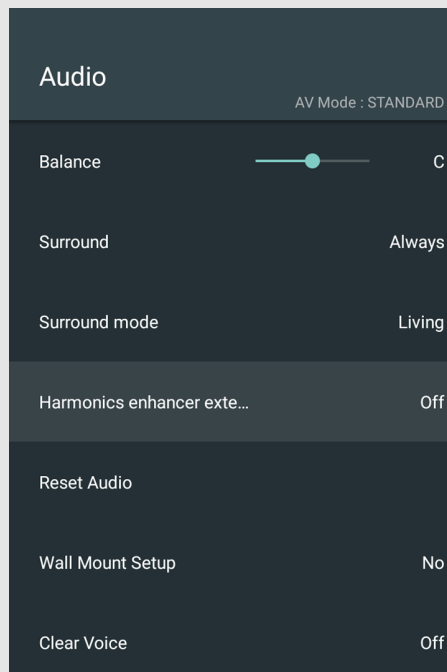 Audio
AV Mode : STANDARD
Balance C
Surround Always
Surround mode Living
Harmonics enhancer exte... Off
Reset Audio
Wall Mount Setup No
Clear Voice Off